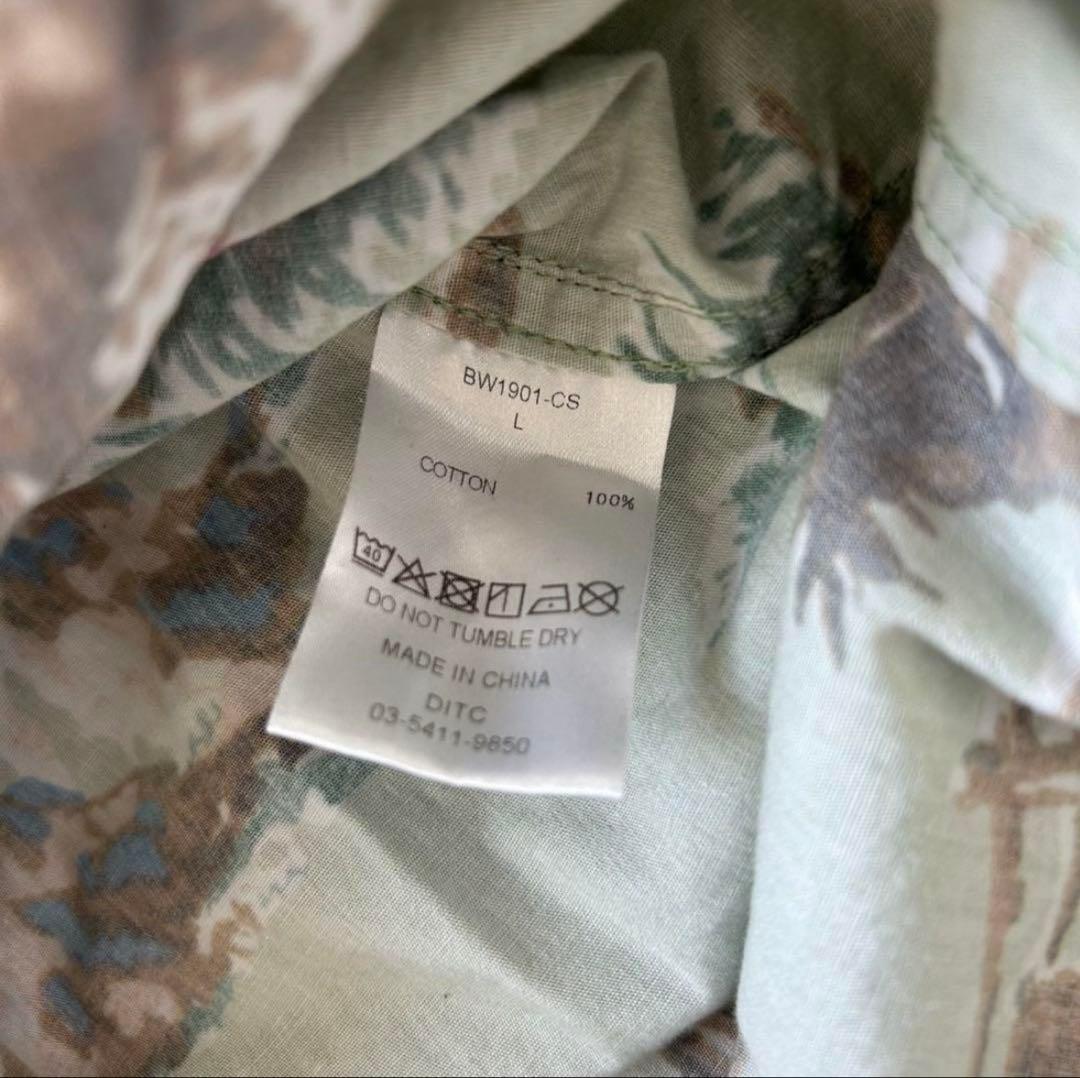 BW1901-CS
L
COTTON 100%
40
DO NOT TUMBLE DRY
MADE IN CHINA
DITC
03-5411-9850